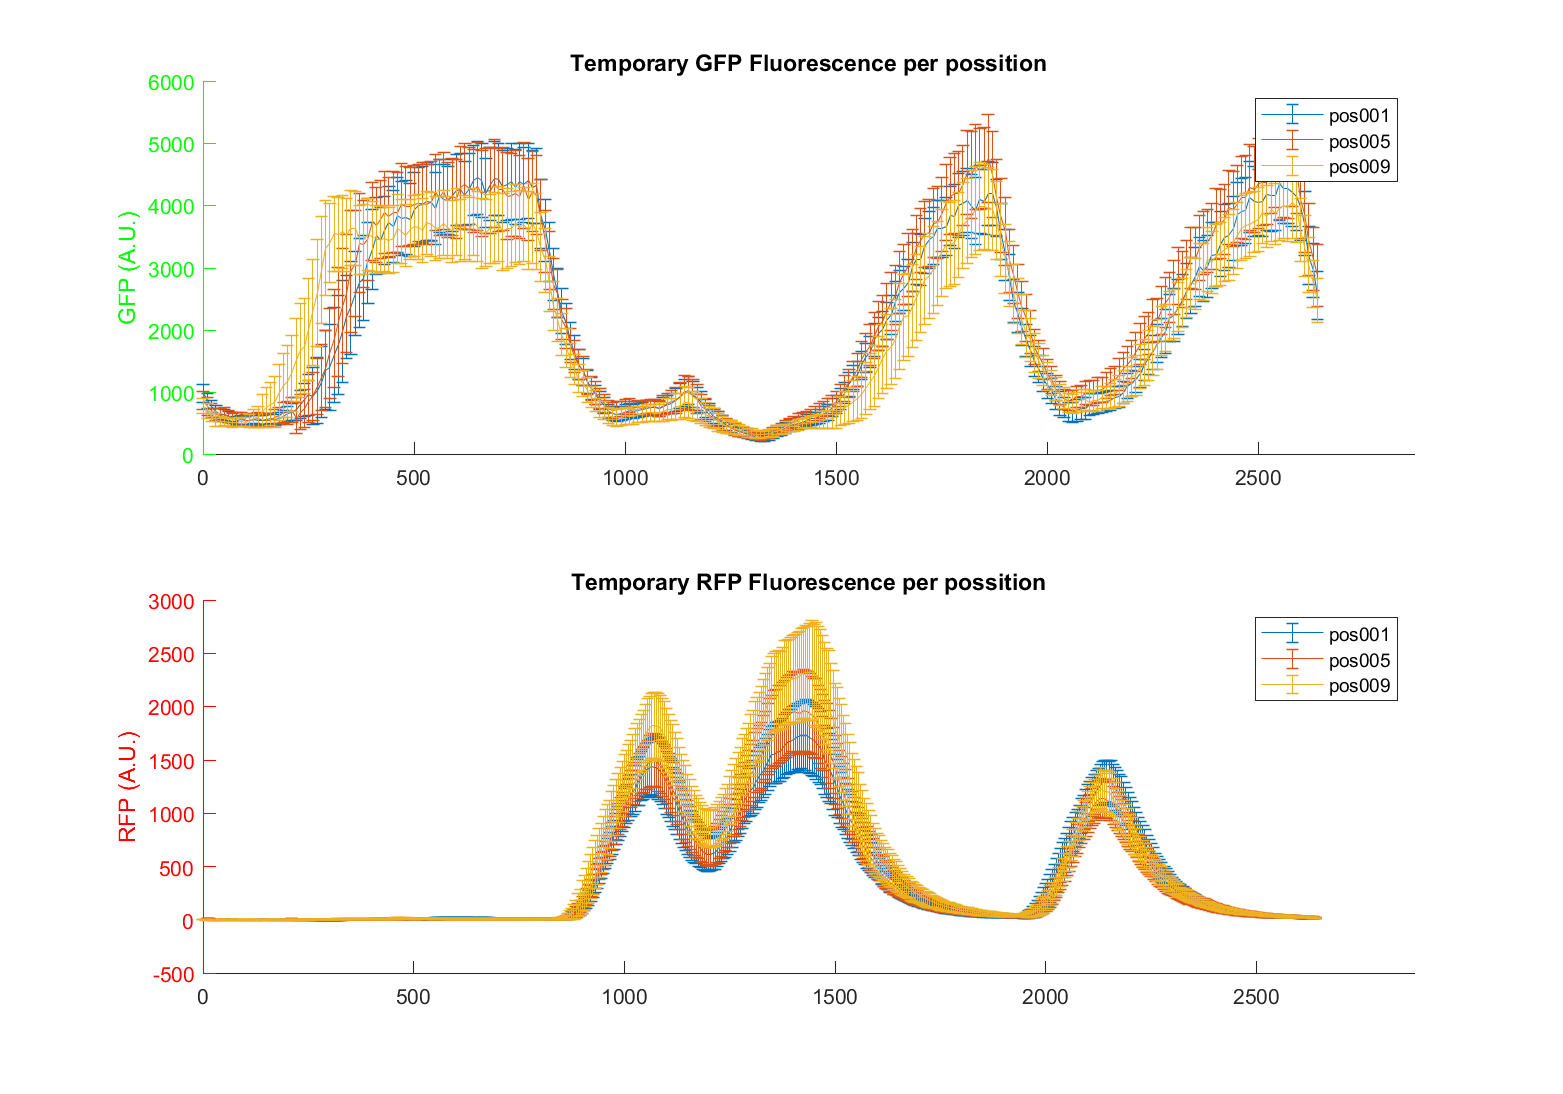 Temporary GFP Fluorescence per possition
6000
5000
4000
3000
2000
1000
0
GFP (A.U.)
0 500 1000 1500 2000 2500
pos001
pos005
pos009
Temporary RFP Fluorescence per possition
3000
2500
2000
1500
1000
500
0
-500
RFP (A.U.)
0 500 1000 1500 2000 2500
pos001
pos005
pos009